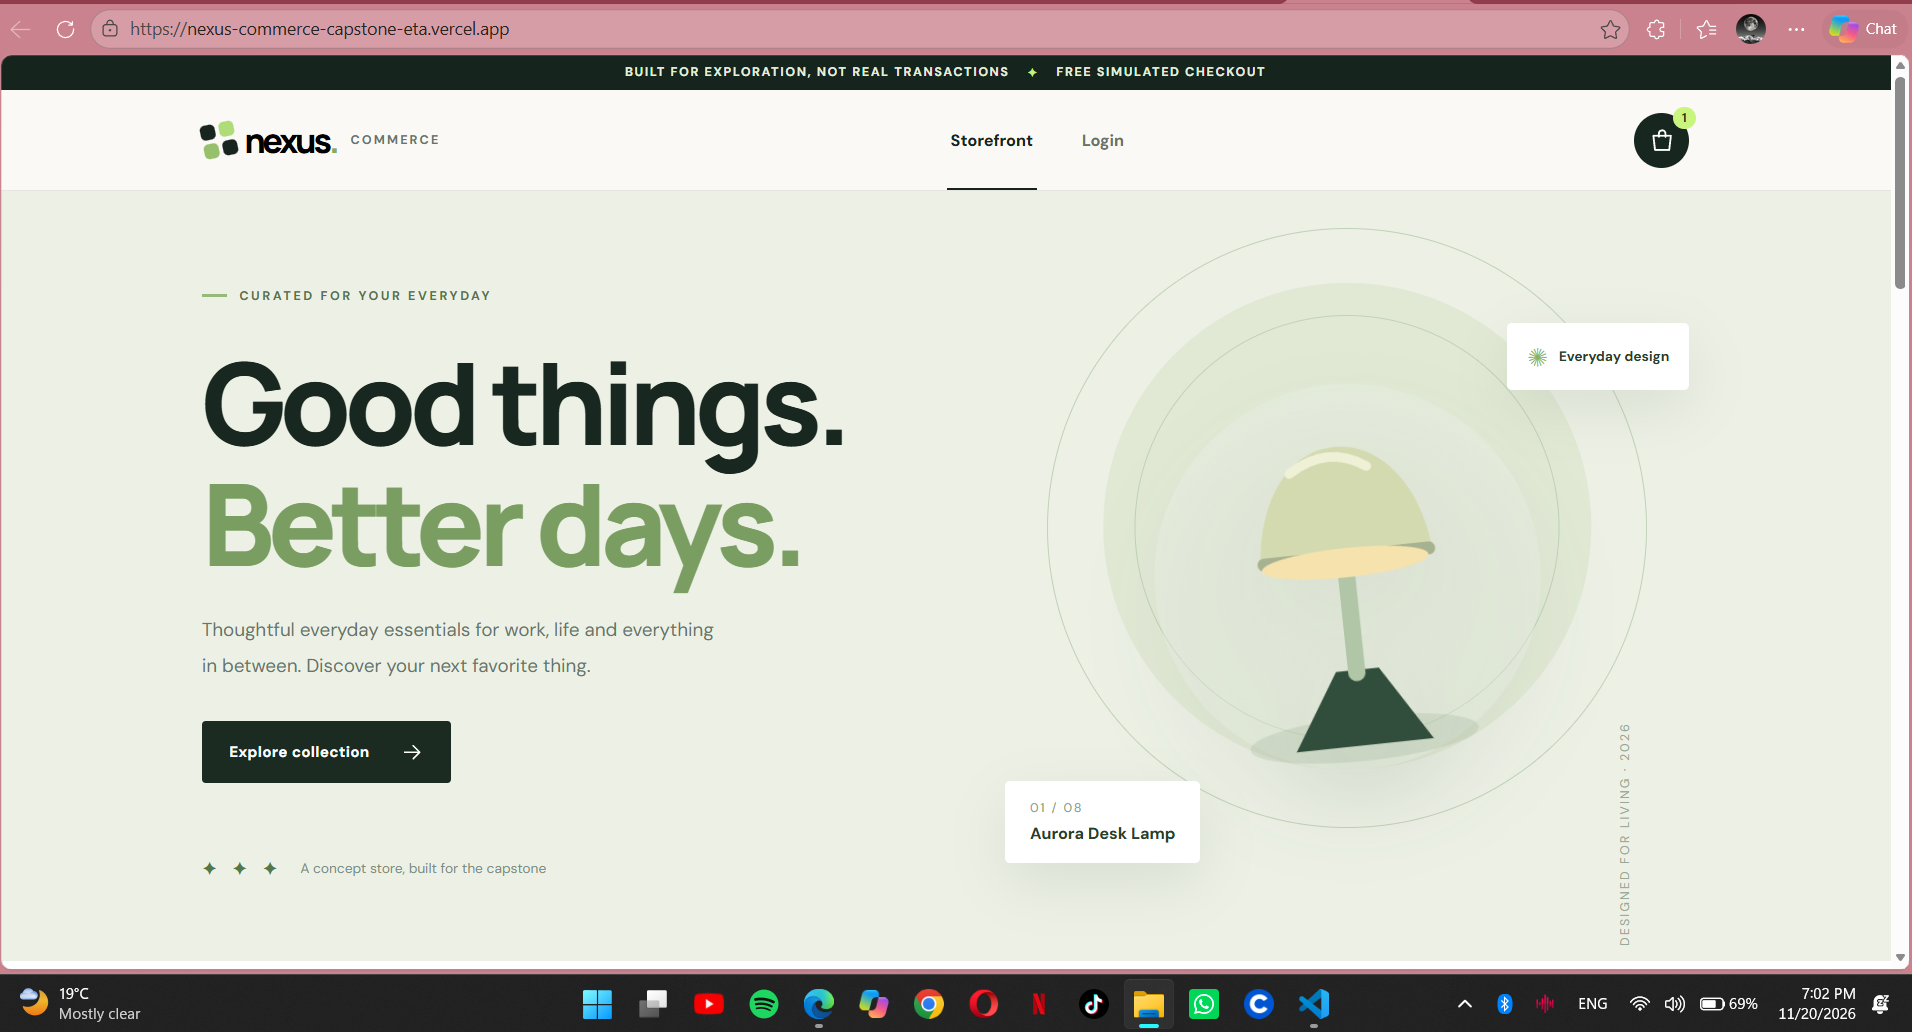 https://nexus-commerce-capstone-eta.vercel.app
Chat
BUILT FOR EXPLORATION, NOT REAL TRANSACTIONS ✦ FREE SIMULATED CHECKOUT
nexus. COMMERCE
Storefront
Login
1
CURATED FOR YOUR EVERYDAY
Good things.
Better days.
Thoughtful everyday essentials for work, life and everything
in between. Discover your next favorite thing.
Explore collection
A concept store, built for the capstone
Everyday design
01 / 08
Aurora Desk Lamp
DESIGNED FOR LIVING · 2026
19°C
Mostly clear
ENG
69%
7:02 PM
11/20/2026